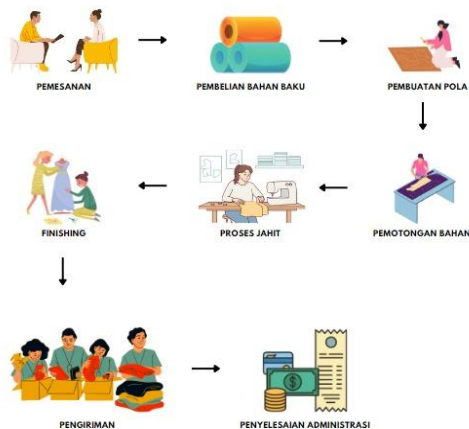 PEMESANAN
PEMBELIAN BAHAN BAKU
PEMBUATAN POLA
PEMOTONGAN BAHAN
PROSES JAHIT
FINISHING
PENGIRIMAN
PENYELESAIAN ADMINISTRASI